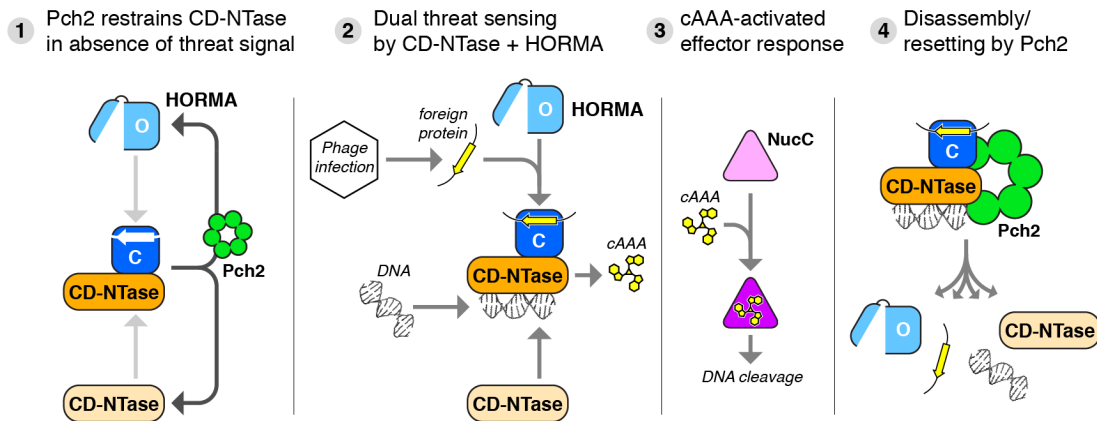 1 Pch2 restrains CD-NTase
in absence of threat signal
HORMA
O
C
CD-NTase
Pch2
CD-NTase
2 Dual threat sensing
by CD-NTase + HORMA
Phage
infection
foreign
protein
O
HORMA
C
CD-NTase
DNA
cAAA
CD-NTase
3 cAAA-activated
effector response
NucC
cAAA
DNA cleavage
4 Disassembly/
resetting by Pch2
C
CD-NTase
Pch2
O
CD-NTase